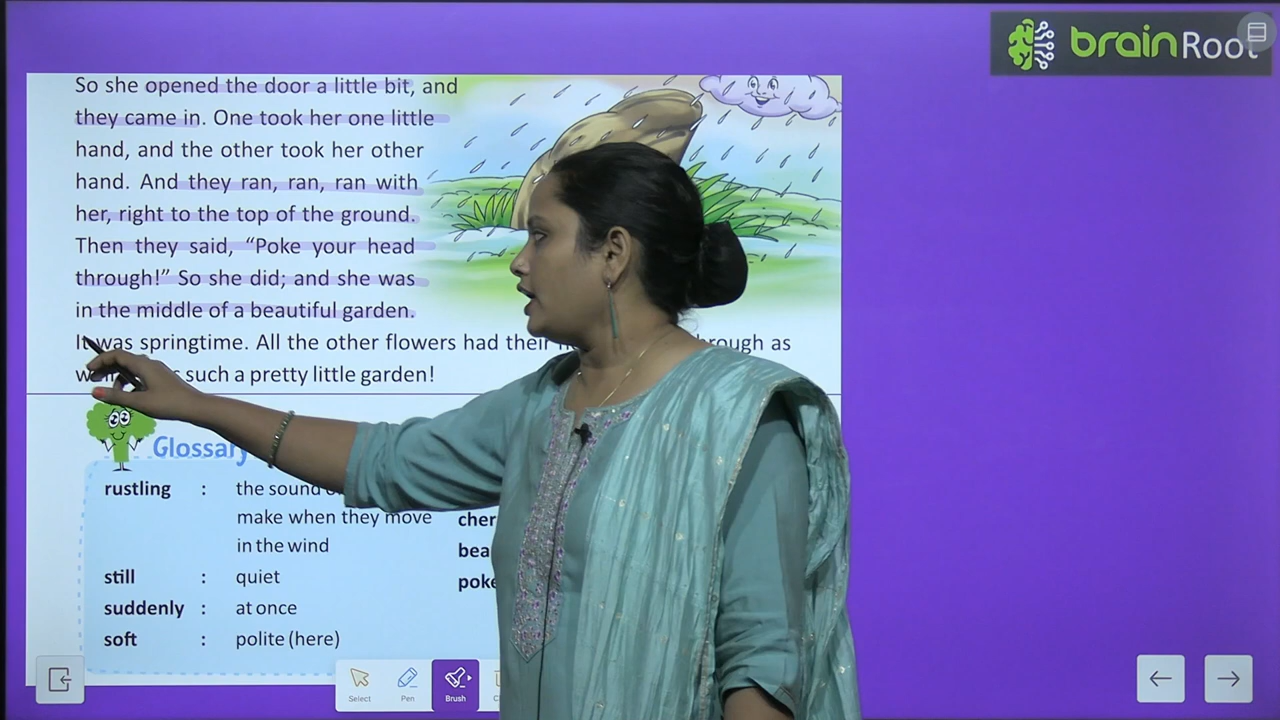 brainRoot
So she opened the door a little bit, and
they came in. One took her one little
hand, and the other took her other
hand. And they ran, ran, ran with
her, right to the top of the ground.
Then they said, “Poke your head
through!” So she did; and she was
in the middle of a beautiful garden.
It was springtime. All the other flowers had their as
such a pretty little garden!
Glossary
rustling : the sound
make when they move
in the wind
still : quiet
suddenly : at once
soft : polite (here)
poke
Select
Pen
Brush